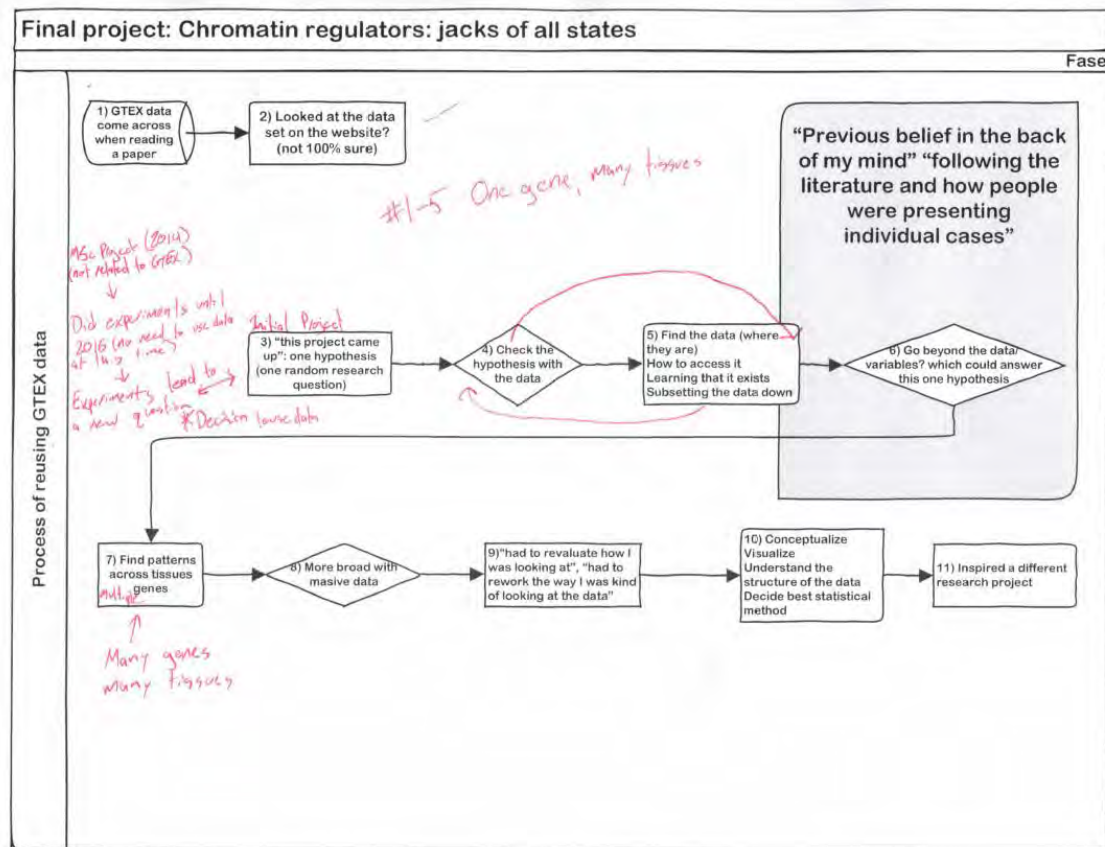 Final project: Chromatin regulators: jacks of all states
Fase
Process of reusing GTEX data
1) GTEX data
come across
when reading
a paper
2) Looked at the data
set on the website?
(not 100% sure)
#1-5 One gene, many tissues
“Previous belief in the back
of my mind” “following the
literature and how people
were presenting
individual cases”
MSc Project (2014)
(not related to GTEX)
Did experiments until
2016 (no need to use data
at this time)
Experiments lead to
a new question
* Decision to use data
Initial Project
3) “this project came
up”: one hypothesis
(one random research
question)
4) Check the
hypothesis with
the data
5) Find the data (where
they are)
How to access it
Learning that it exists
Subsetting the data down
6) Go beyond the data/
variables? which could answer
this one hypothesis
7) Find patterns
across tissues
genes
multiple
Many genes
many tissues
8) More broad with
masive data
9)“had to revaluate how I
was looking at”, “had to
rework the way I was kind
of looking at the data”
10) Conceptualize
Visualize
Understand the
structure of the data
Decide best statistical
method
11) Inspired a different
research project